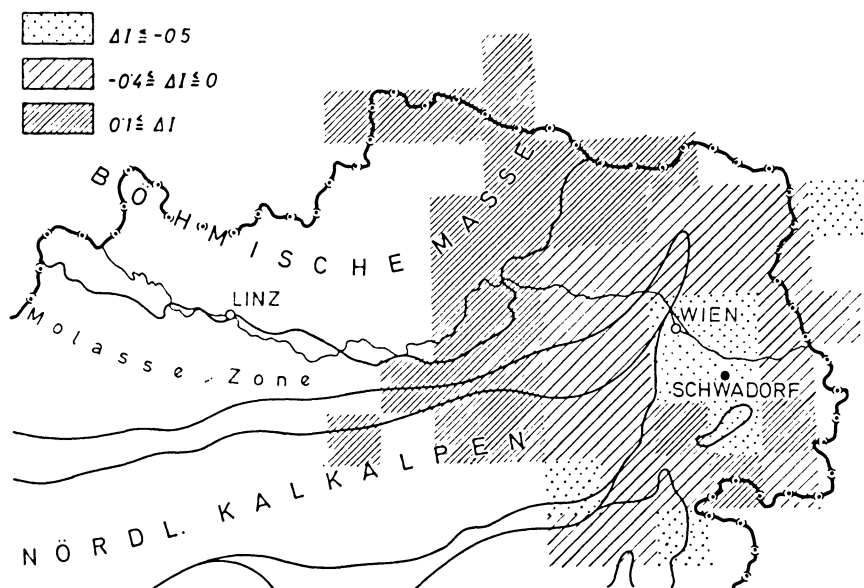 ΔI ≦ -0.5
-0.4 ≦ ΔI ≦ 0
0.1 ≦ ΔI
BÖHMISCHE MASSE
LINZ
WIEN
Molasse-Zone
SCHWADORF
NÖRDL. KALKALPEN